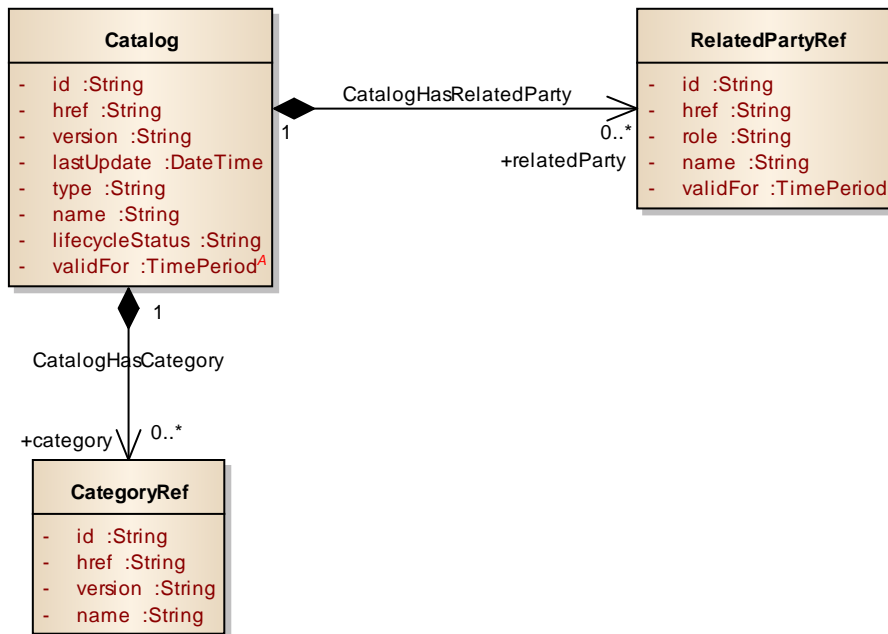 Catalog
- id :String
- href :String
- version :String
- lastUpdate :DateTime
- type :String
- name :String
- lifecycleStatus :String
- validFor :TimePeriod A
CatalogHasRelatedParty
1
0..*
+relatedParty
RelatedPartyRef
- id :String
- href :String
- role :String
- name :String
- validFor :TimePeriod
1
CatalogHasCategory
+category
0..*
CategoryRef
- id :String
- href :String
- version :String
- name :String